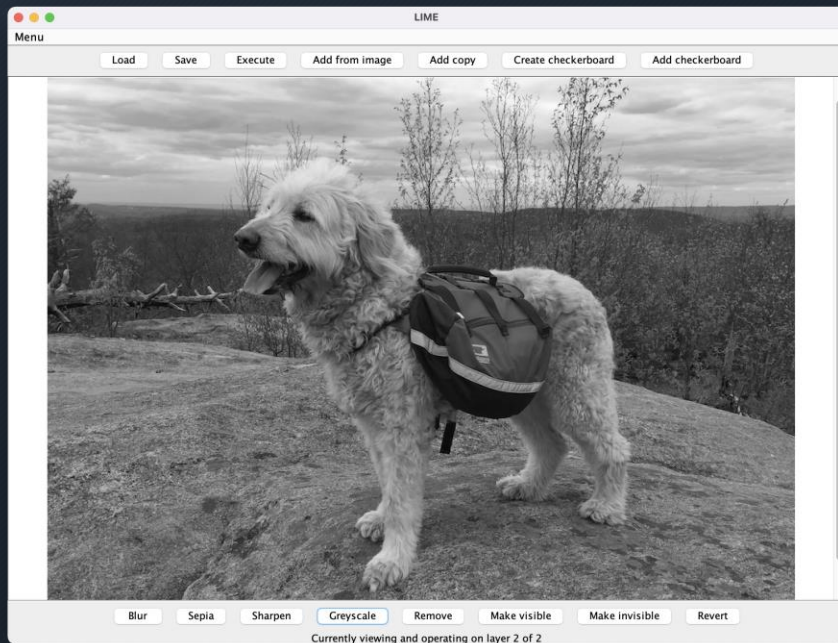 LIME
Menu
Load Save Execute Add from image Add copy Create checkerboard Add checkerboard
Blur Sepia Sharpen Greyscale Remove Make visible Make invisible Revert
Currently viewing and operating on layer 2 of 2